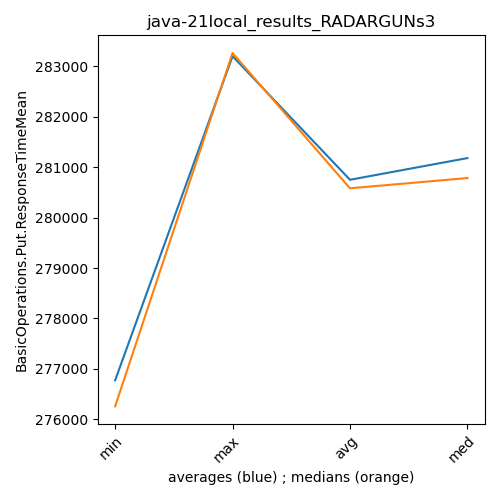 java-21local_results_RADARGUNs3
BasicOperations.Put.ResponseTimeMean
283000
282000
281000
280000
279000
278000
277000
276000
min
max
avg
med
averages (blue) ; medians (orange)